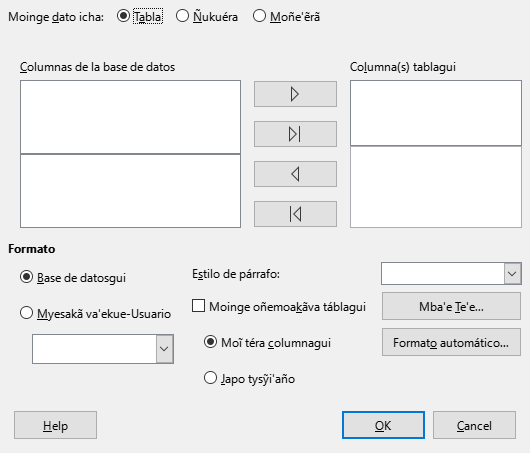 Moinge dato icha: Tabla Ñukuéra Moñe'ẽrã
Columnas de la base de datos Columna(s) tablagui
Formato
Base de datosgui Estilo de párrafo:
Myesakã va'ekue-Usuario Moinge oñemoakãva táblagui Mba'e Te'e...
Moĩ téra columnagui Formato automático...
Japo tysỹi'año
Help OK Cancel